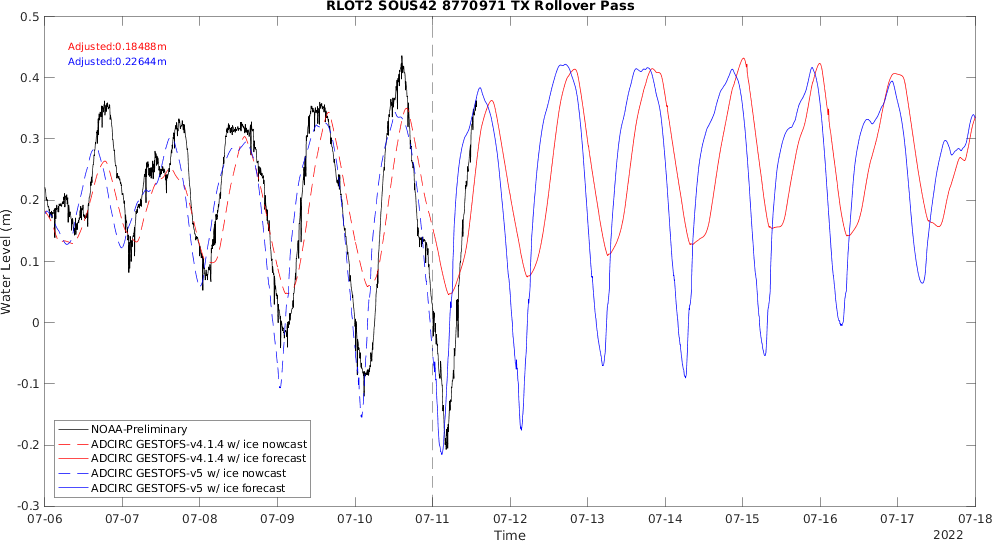 RLOT2 SOUS42 8770971 TX Rollover Pass
Adjusted:0.18488m
Adjusted:0.22644m
0.5
0.4
0.3
0.2
0.1
0
-0.1
-0.2
-0.3
Water Level (m)
NOAA-Preliminary
ADCIRC GESTOFS-v4.1.4 w/ ice nowcast
ADCIRC GESTOFS-v4.1.4 w/ ice forecast
ADCIRC GESTOFS-v5 w/ ice nowcast
ADCIRC GESTOFS-v5 w/ ice forecast
07-06 07-07 07-08 07-09 07-10 07-11 07-12 07-13 07-14 07-15 07-16 07-17 07-18
Time
2022